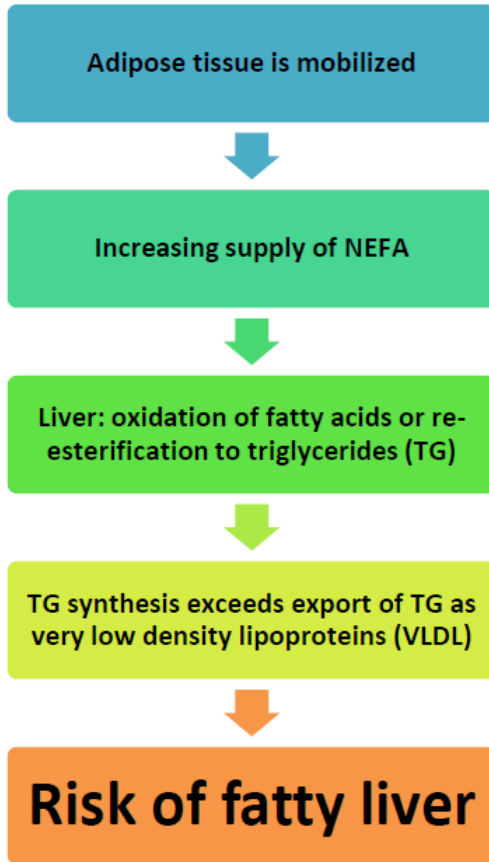 Adipose tissue is mobilized
Increasing supply of NEFA
Liver: oxidation of fatty acids or re-
esterification to triglycerides (TG)
TG synthesis exceeds export of TG as
very low density lipoproteins (VLDL)
Risk of fatty liver